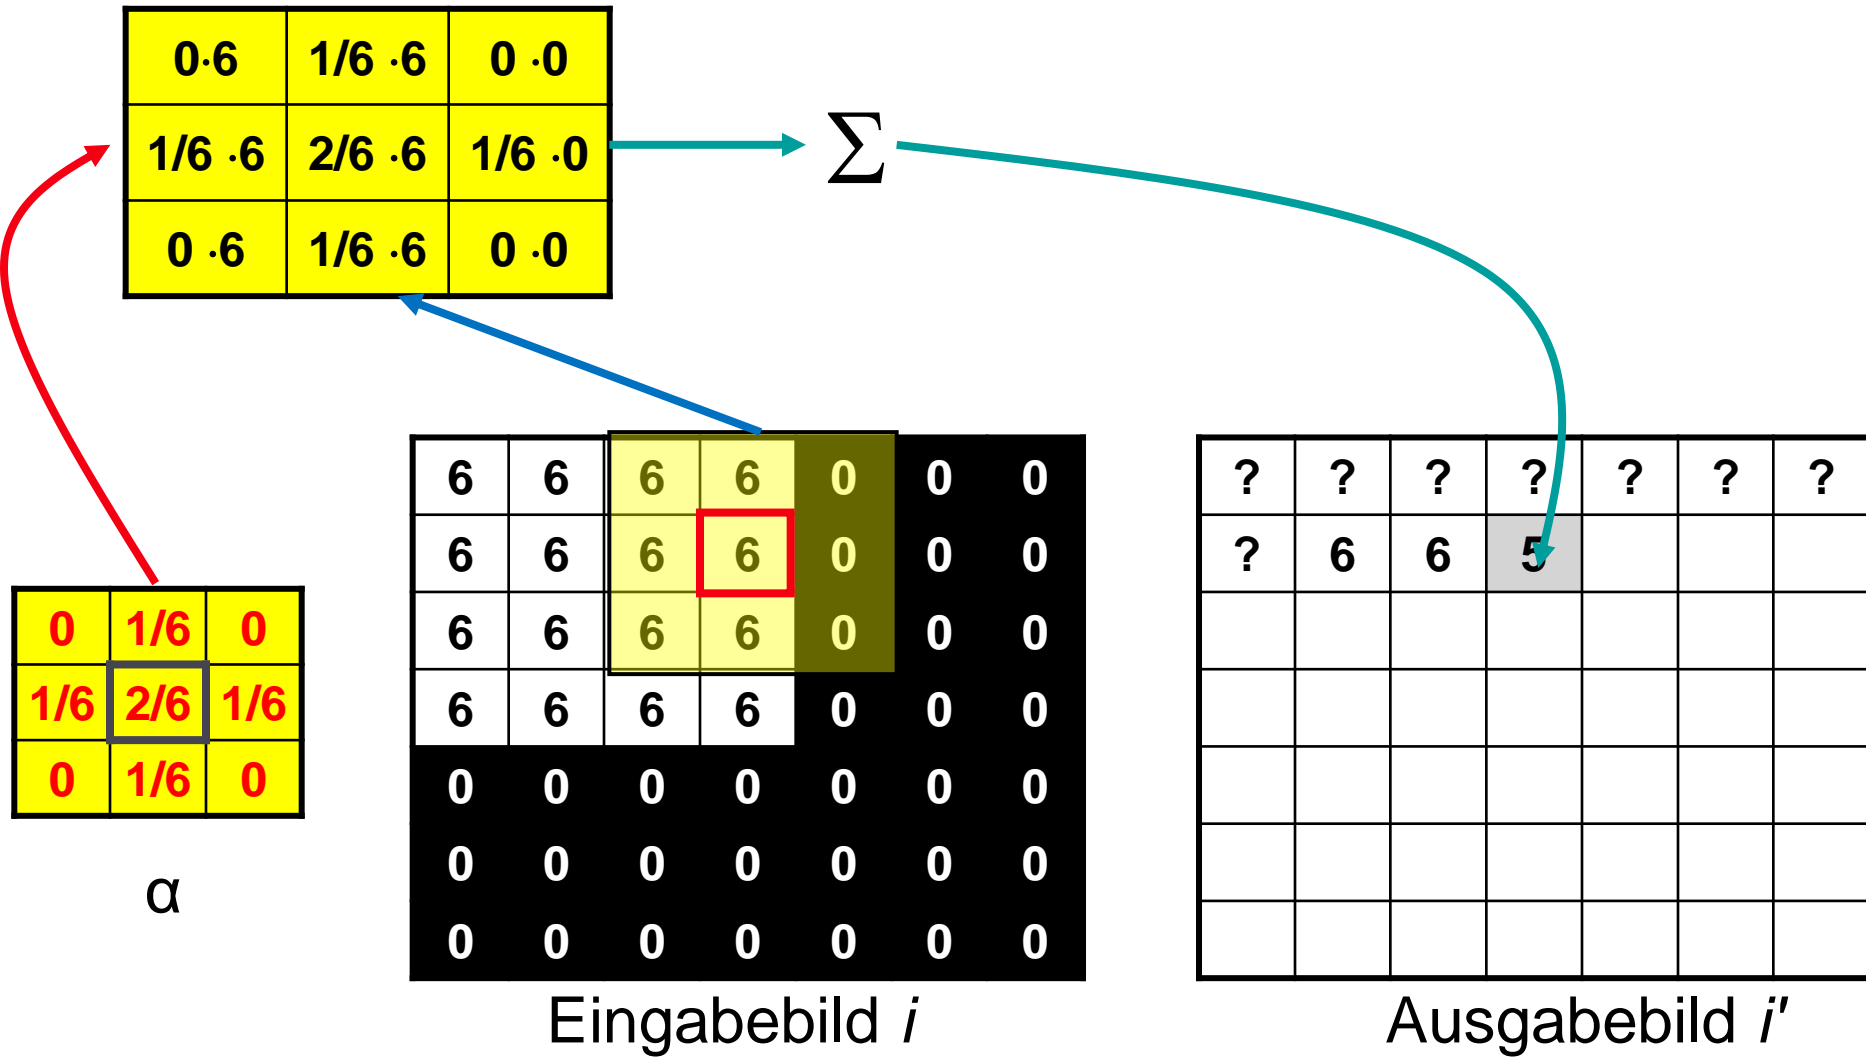 0·6 1/6 ·6 0 ·0
1/6 ·6 2/6 ·6 1/6 ·0
0 ·6 1/6 ·6 0 ·0
∑
0 1/6 0
1/6 2/6 1/6
0 1/6 0
α
6 6 6 6 0 0 0
6 6 6 6 0 0 0
6 6 6 6 0 0 0
6 6 6 6 0 0 0
0 0 0 0 0 0 0
0 0 0 0 0 0 0
0 0 0 0 0 0 0
Eingabebild i
? ? ? ? ? ? ?
? 6 6 5
Ausgabebild i'